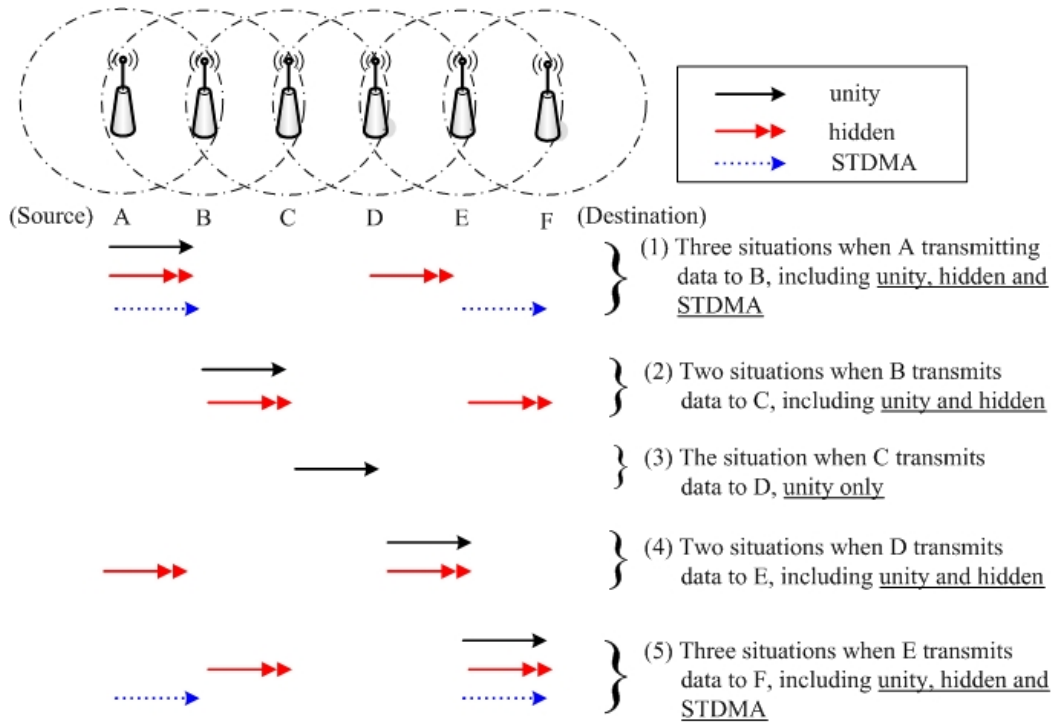 unity
hidden
STDMA
(Source) A B C D E F (Destination)
(1) Three situations when A transmitting
data to B, including unity, hidden and
STDMA
(2) Two situations when B transmits
data to C, including unity and hidden
(3) The situation when C transmits
data to D, unity only
(4) Two situations when D transmits
data to E, including unity and hidden
(5) Three situations when E transmits
data to F, including unity, hidden and
STDMA